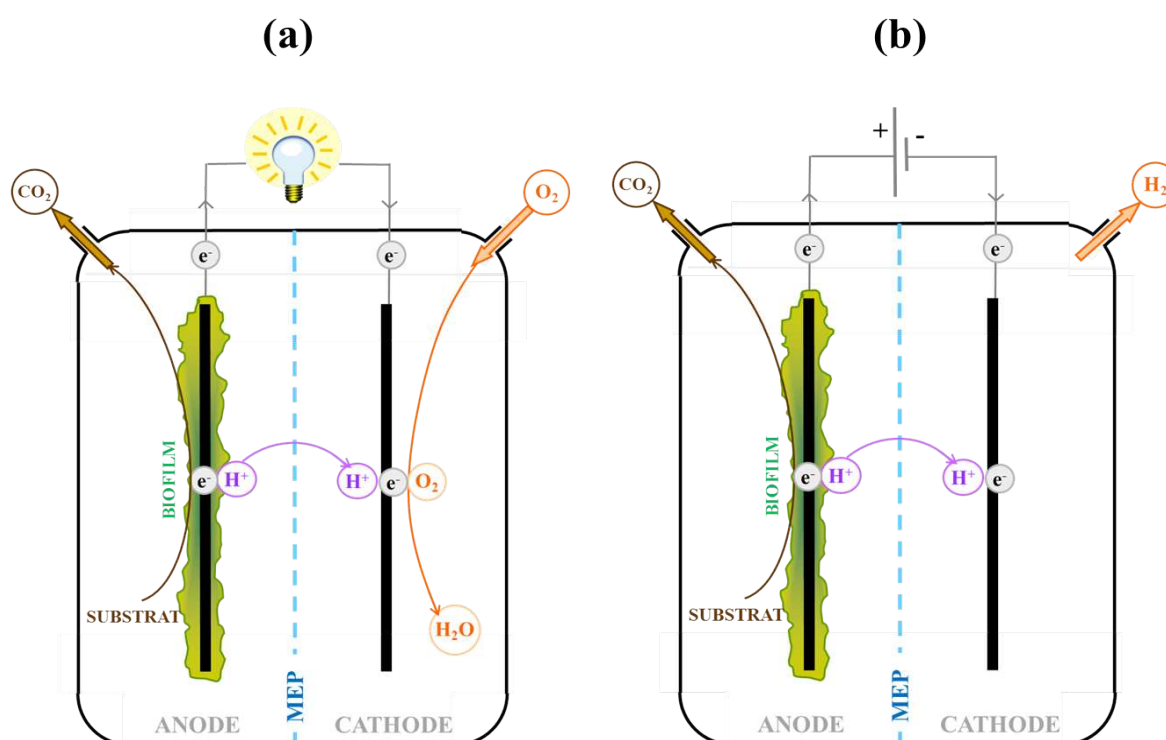 (a)
CO₂
O₂
e⁻
e⁻
BIOFILM
e⁻
H⁺
H⁺
e⁻
O₂
SUBSTRAT
H₂O
MEP
ANODE
CATHODE
(b)
+
-
CO₂
H₂
e⁻
e⁻
BIOFILM
e⁻
H⁺
H⁺
e⁻
SUBSTRAT
MEP
ANODE
CATHODE